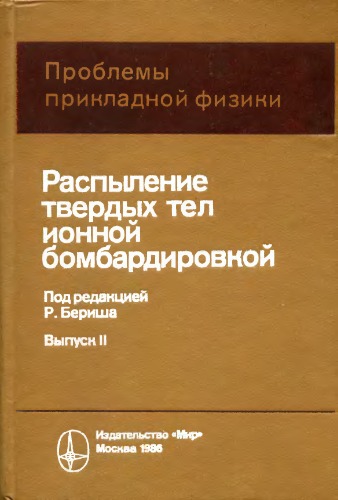 Проблемы
прикладной физики
Распыление
твердых тел
ионной
бомбардировкой
Под редакцией
Р. Бериша
Выпуск II
Издательство «Мир»
Москва 1986